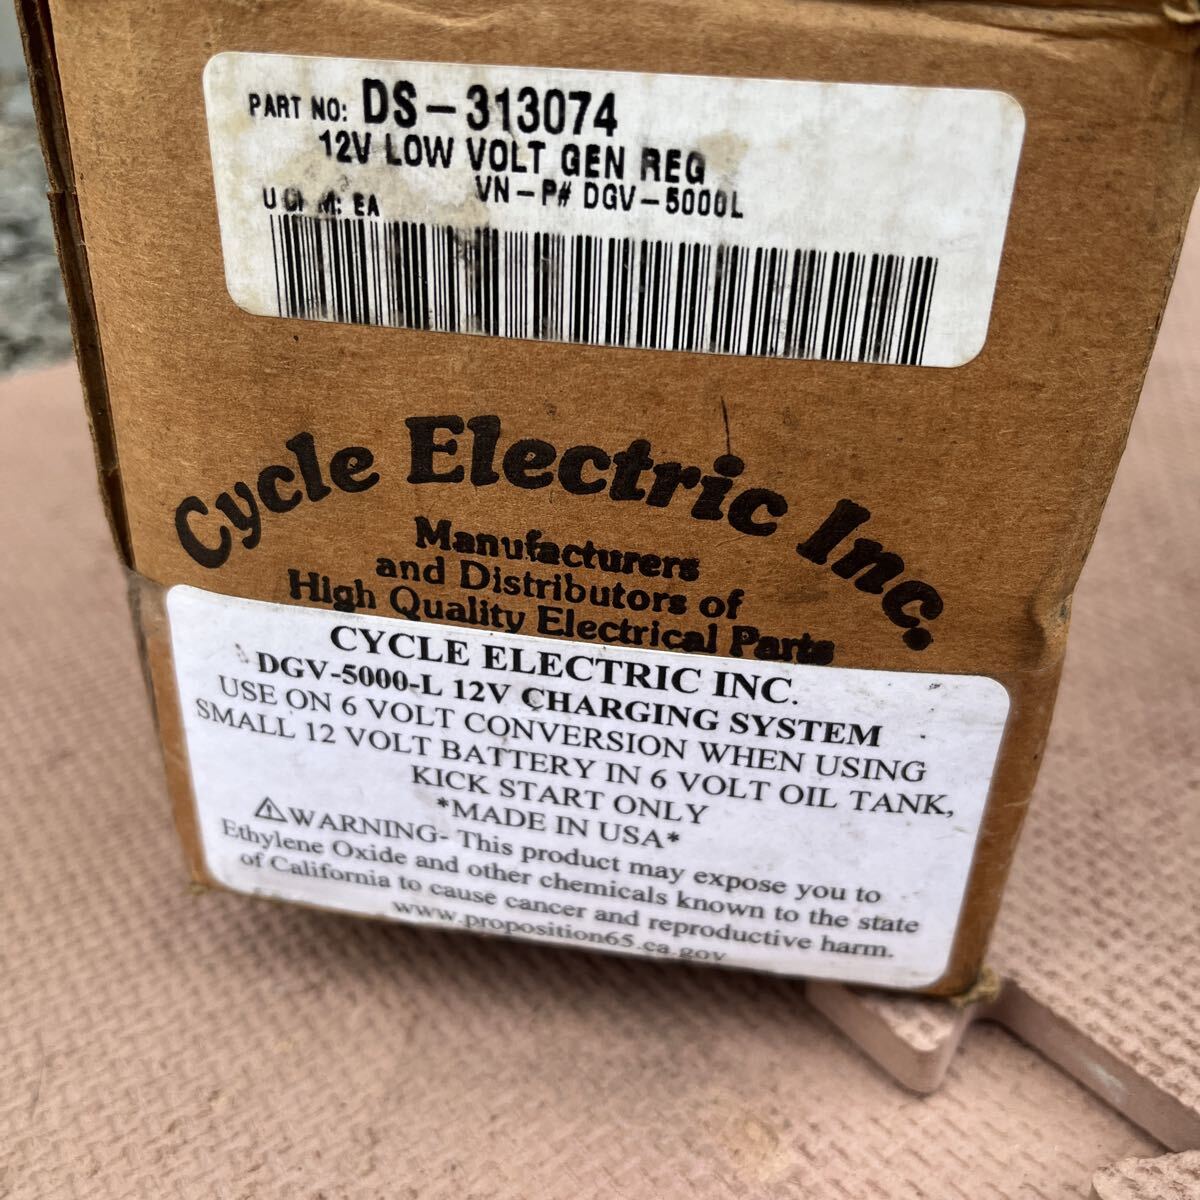 PART NO: DS-313074
12V LOW VOLT GEN REG
VN-P# DGV-5000L
U M: EA
Cycle Electric Inc.
Manufacturers
and Distributors of
High Quality Electrical Parts
CYCLE ELECTRIC INC.
DGV-5000-L 12V CHARGING SYSTEM
USE ON 6 VOLT CONVERSION WHEN USING
SMALL 12 VOLT BATTERY IN 6 VOLT OIL TANK,
KICK START ONLY
*MADE IN USA*
⚠WARNING- This product may expose you to
Ethylene Oxide and other chemicals known to the state
of California to cause cancer and reproductive harm.
www.proposition65.ca.gov